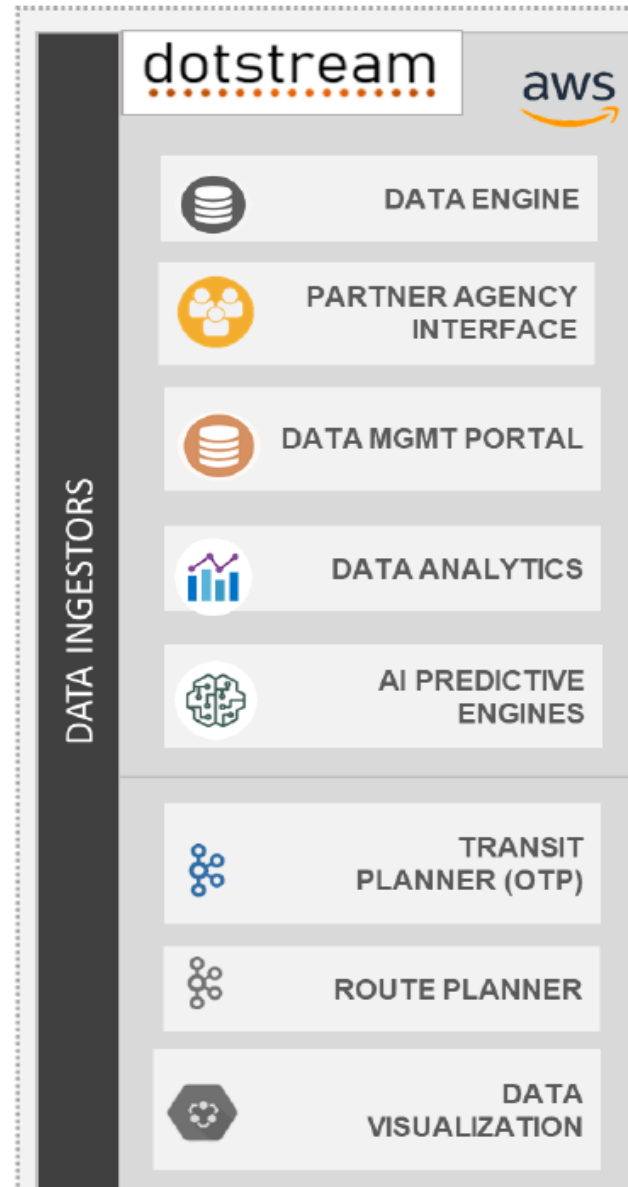 dotstream
aws
DATA ENGINE
PARTNER AGENCY
INTERFACE
DATA MGMT PORTAL
DATA ANALYTICS
AI PREDICTIVE
ENGINES
DATA INGESTORS
TRANSIT
PLANNER (OTP)
ROUTE PLANNER
DATA
VISUALIZATION